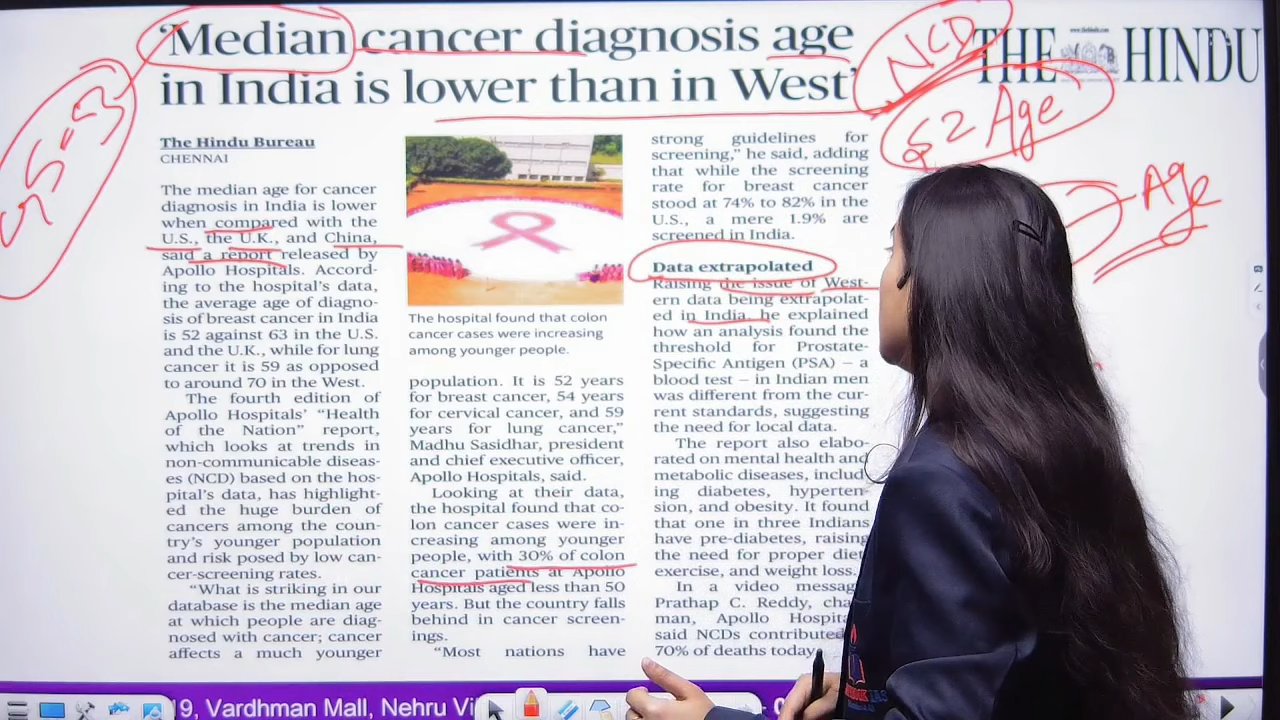 'Median cancer diagnosis age
in India is lower than in West'
THE HINDU
NCD
52 Age
Age
The Hindu Bureau
CHENNAI
The median age for cancer
diagnosis in India is lower
when compared with the
U.S., the U.K., and China,
said a report released by
Apollo Hospitals. Accord-
ing to the hospital's data,
the average age of diagno-
sis of breast cancer in India
is 52 against 63 in the U.S.
and the U.K., while for lung
cancer it is 59 as opposed
to around 70 in the West.
The fourth edition of
Apollo Hospitals' "Health
of the Nation" report,
which looks at trends in
non-communicable diseas-
es (NCD) based on the hos-
pital's data, has highlight-
ed the huge burden of
cancers among the coun-
try's younger population
and risk posed by low can-
cer-screening rates.
"What is striking in our
database is the median age
at which people are diag-
nosed with cancer; cancer
affects a much younger
The hospital found that colon
cancer cases were increasing
among younger people.
population. It is 52 years
for breast cancer, 54 years
for cervical cancer, and 59
years for lung cancer,"
Madhu Sasidhar, president
and chief executive officer,
Apollo Hospitals, said.
Looking at their data,
the hospital found that co-
lon cancer cases were in-
creasing among younger
people, with 30% of colon
cancer patients at Apollo
Hospitals aged less than 50
years. But the country falls
behind in cancer screen-
ings.
"Most nations have
strong guidelines for
screening," he said, adding
that while the screening
rate for breast cancer
stood at 74% to 82% in the
U.S., a mere 1.9% are
screened in India.
Data extrapolated
Raising the issue of West-
ern data being extrapolat-
ed in India, he explained
how an analysis found the
threshold for Prostate-
Specific Antigen (PSA) – a
blood test – in Indian men
was different from the cur-
rent standards, suggesting
the need for local data.
The report also elabo-
rated on mental health and
metabolic diseases, includ
ing diabetes, hyperten-
sion, and obesity. It found
that one in three Indians
have pre-diabetes, raising
the need for proper diet
exercise, and weight loss.
In a video messag
Prathap C. Reddy, cha
man, Apollo Hospita
said NCDs contribute
70% of deaths today
9, Vardhman Mall, Nehru Vi